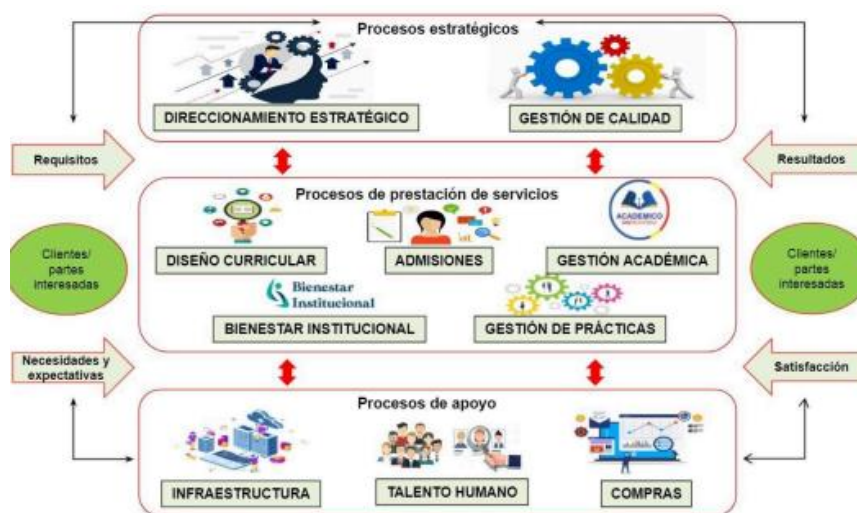 Procesos estratégicos
DIRECCIONAMIENTO ESTRATÉGICO
GESTIÓN DE CALIDAD
Requisitos
Resultados
Procesos de prestación de servicios
ACADEMICO
DISEÑO CURRICULAR
ADMISIONES
GESTIÓN ACADÉMICA
Clientes/
partes
interesadas
Clientes/
partes
interesadas
Bienestar
Institucional
BIENESTAR INSTITUCIONAL
GESTIÓN DE PRÁCTICAS
Necesidades y
expectativas
Satisfacción
Procesos de apoyo
INFRAESTRUCTURA
TALENTO HUMANO
COMPRAS